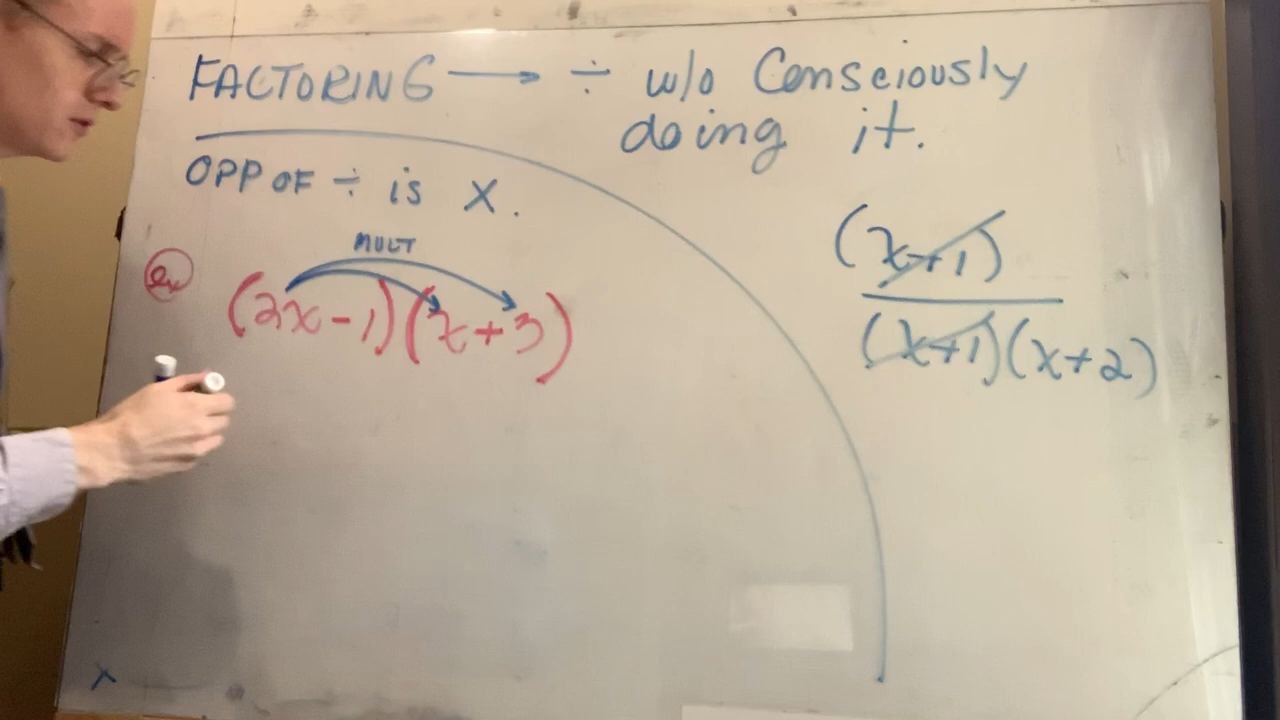 FACTORING → ÷ w/o Consciously
doing it.
OPP OF ÷ is X.
ex
MULT
(2x-1)(x+3)
(x+1)
(x+1)(x+2)